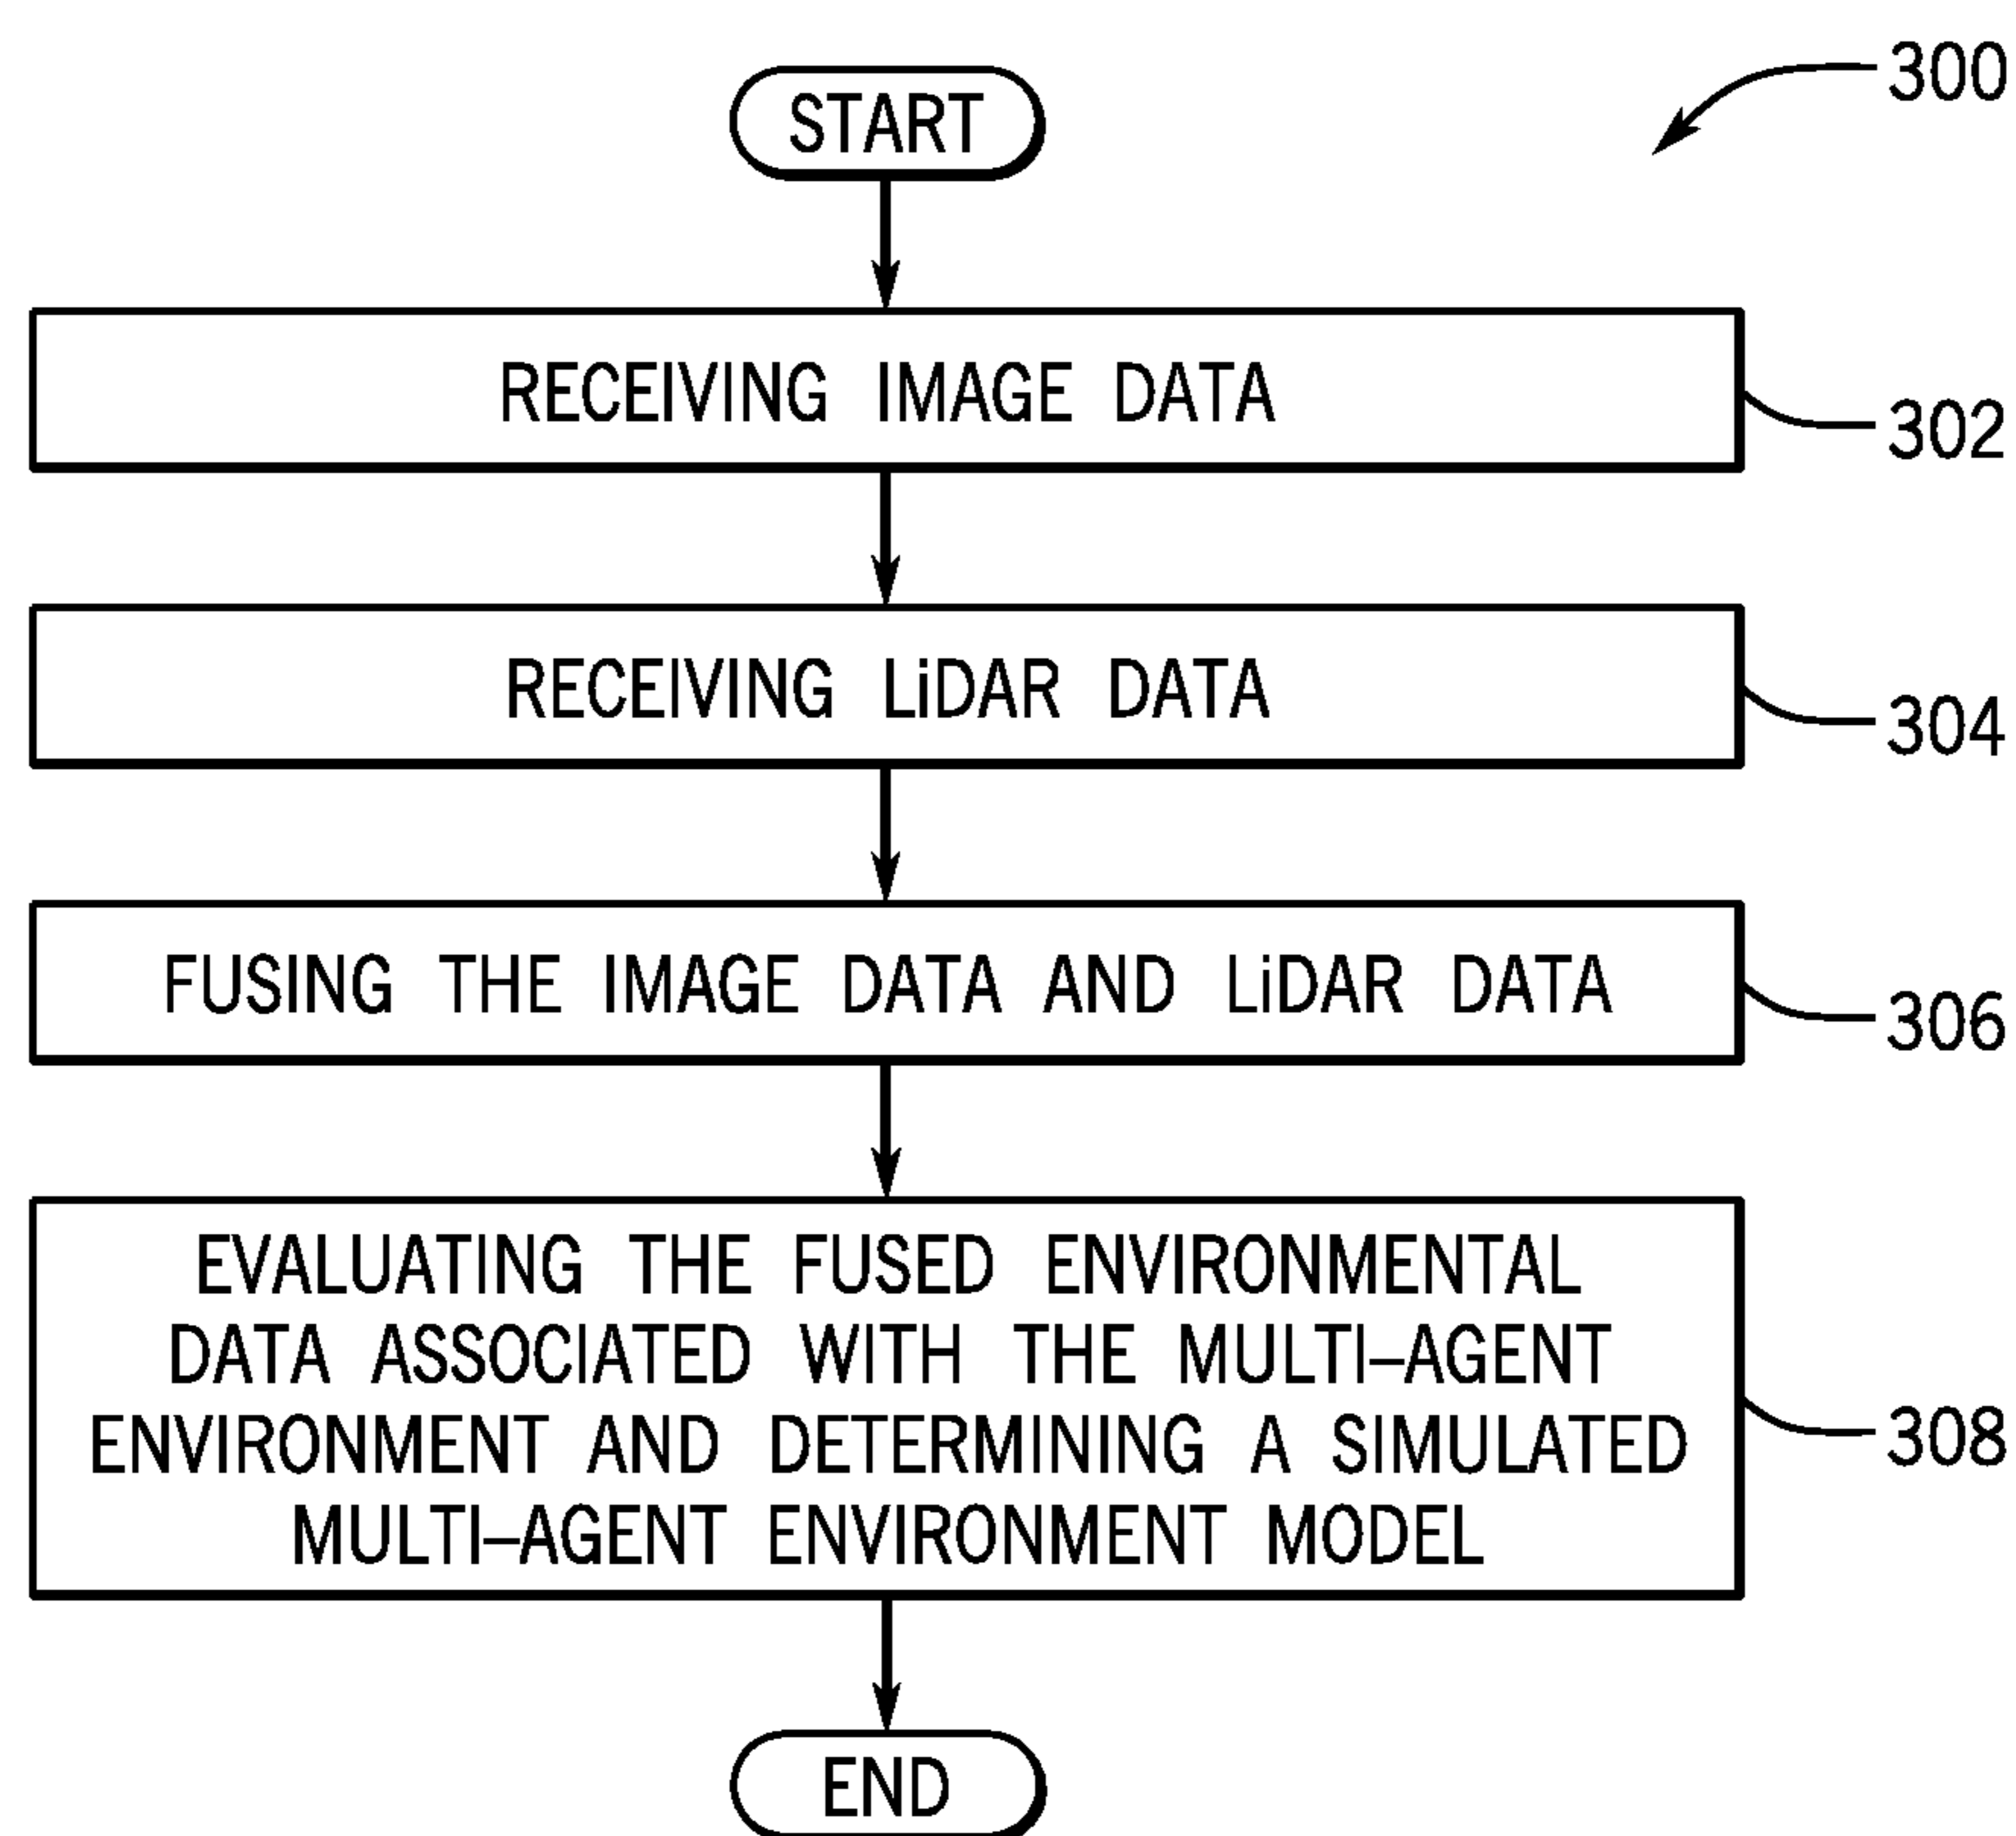 300
START
RECEIVING IMAGE DATA
302
RECEIVING LiDAR DATA
304
FUSING THE IMAGE DATA AND LiDAR DATA
306
EVALUATING THE FUSED ENVIRONMENTAL
DATA ASSOCIATED WITH THE MULTI–AGENT
ENVIRONMENT AND DETERMINING A SIMULATED
MULTI–AGENT ENVIRONMENT MODEL
308
END